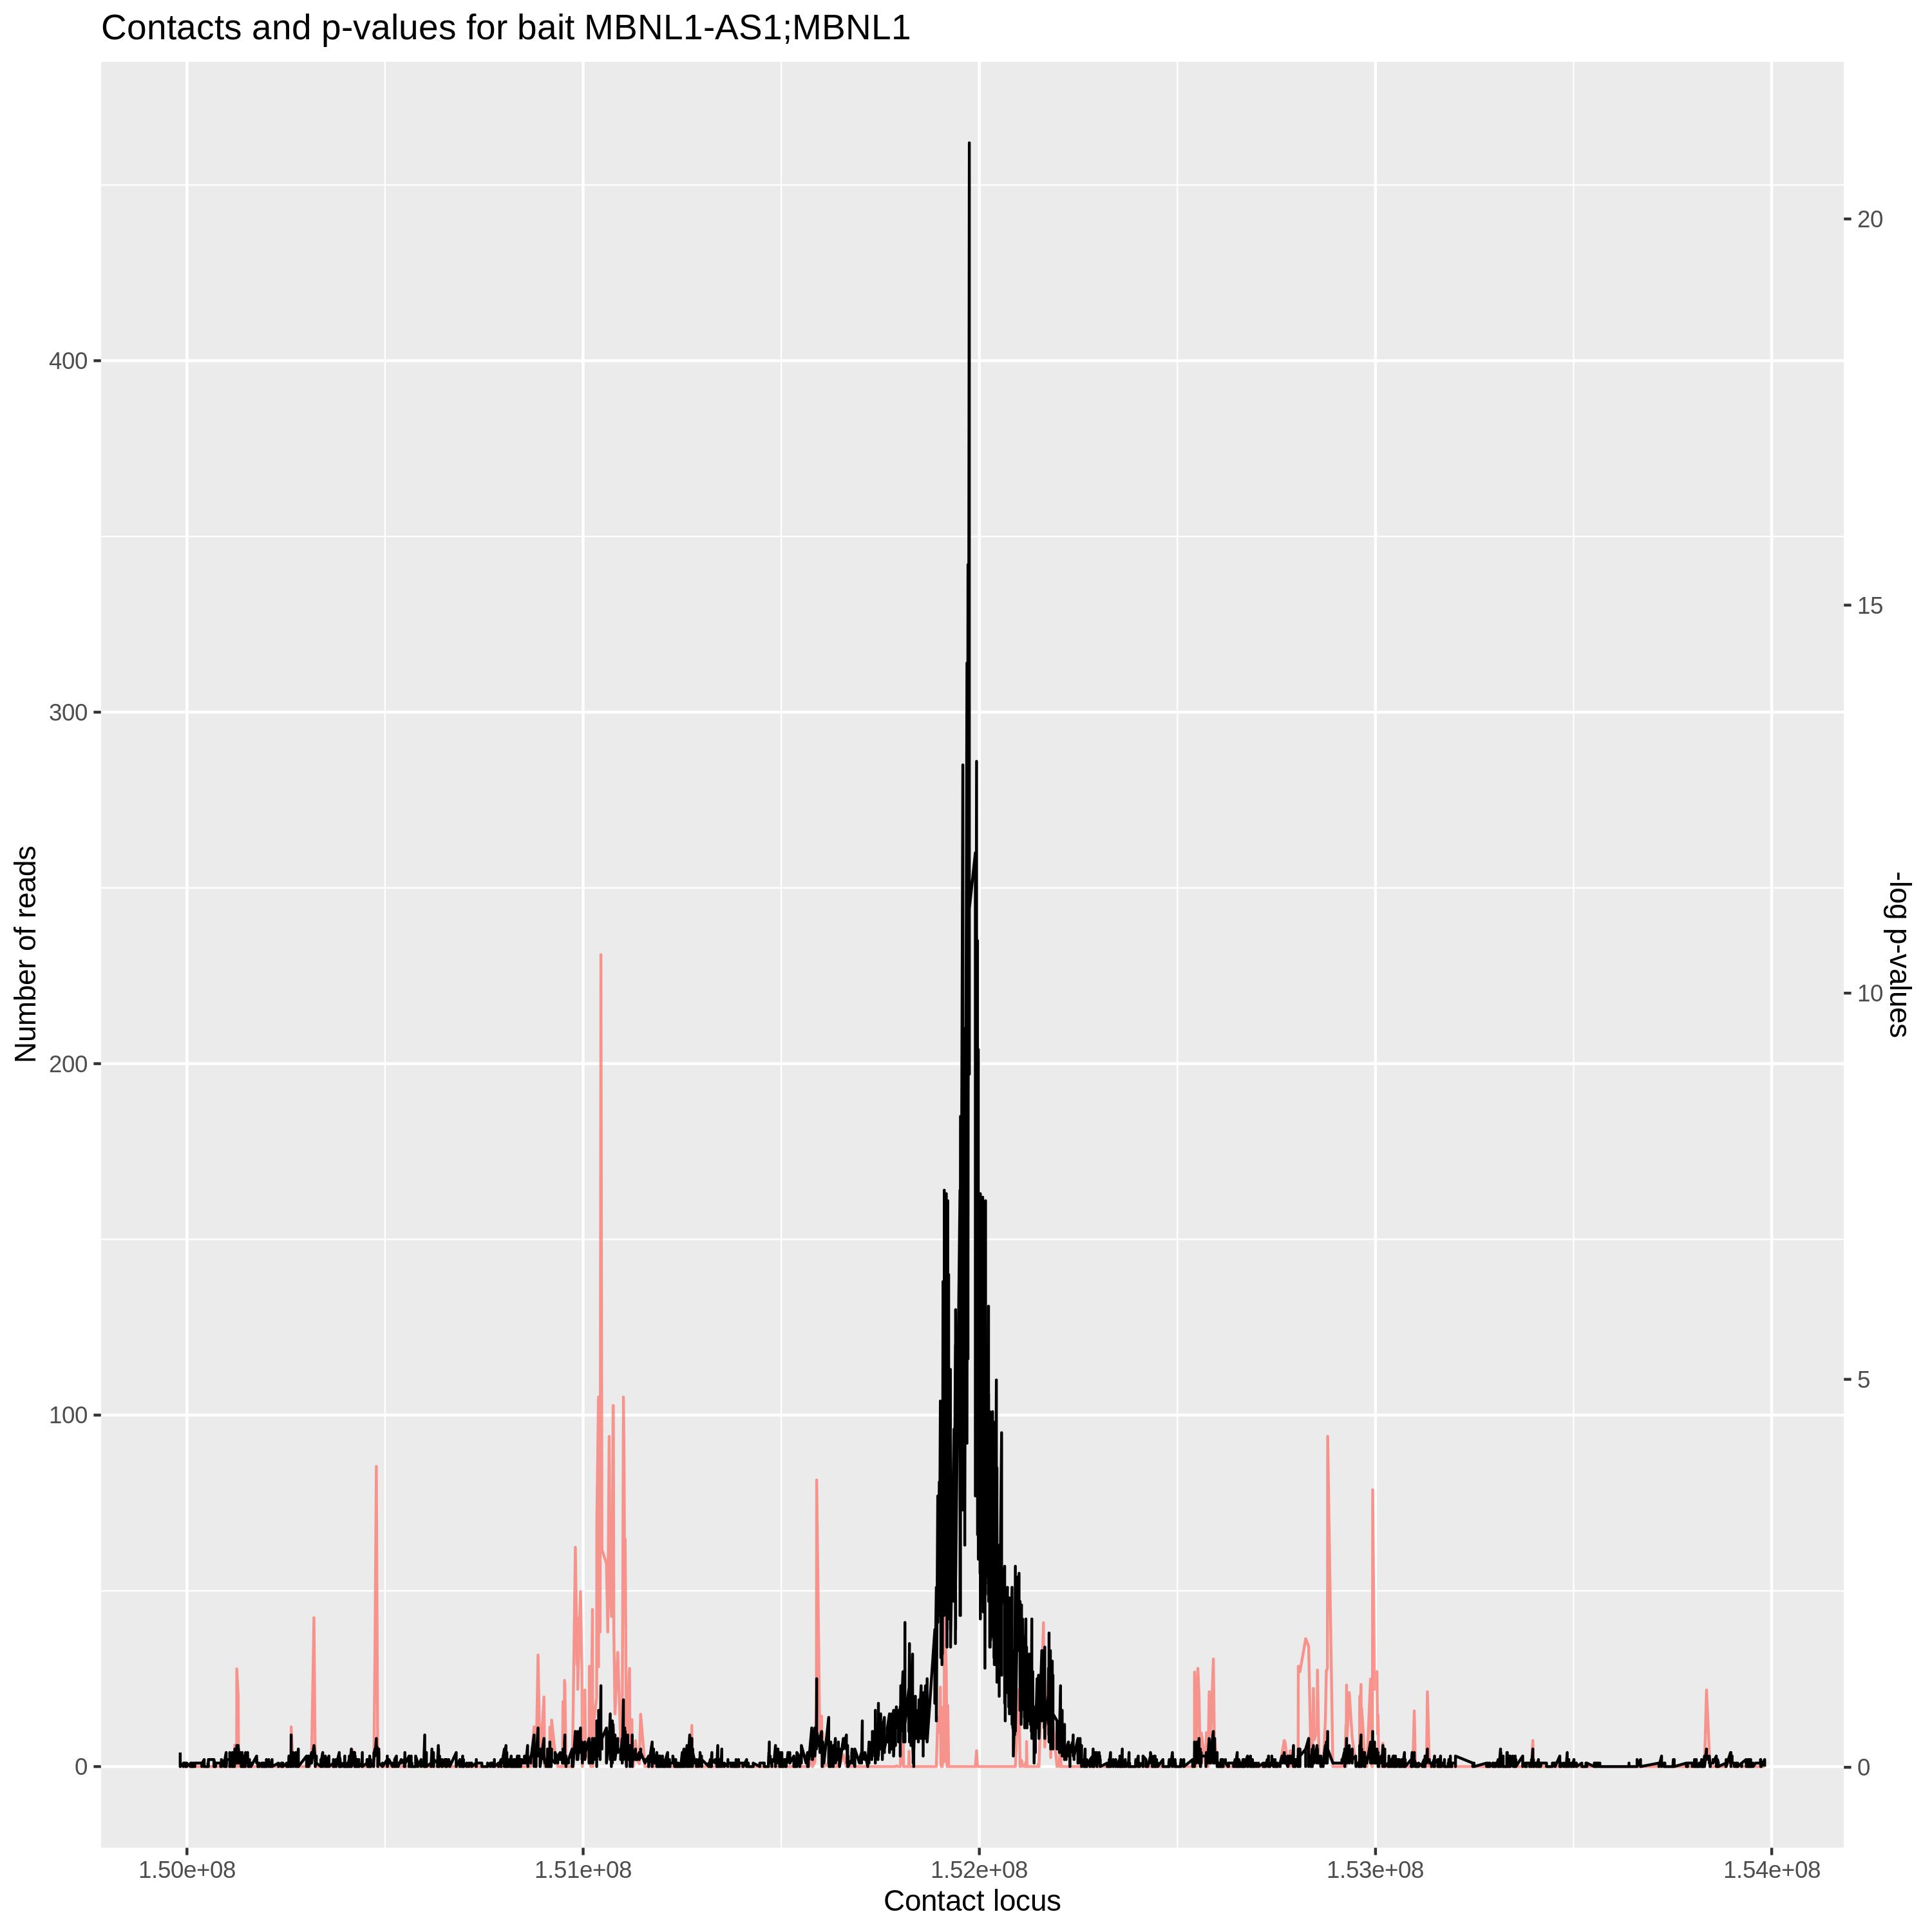 Contacts and p-values for bait MBNL1-AS1;MBNL1
Number of reads
400
300
200
100
0
20
15
10
5
0
-log p-values
1.50e+08
1.51e+08
1.52e+08
1.53e+08
1.54e+08
Contact locus